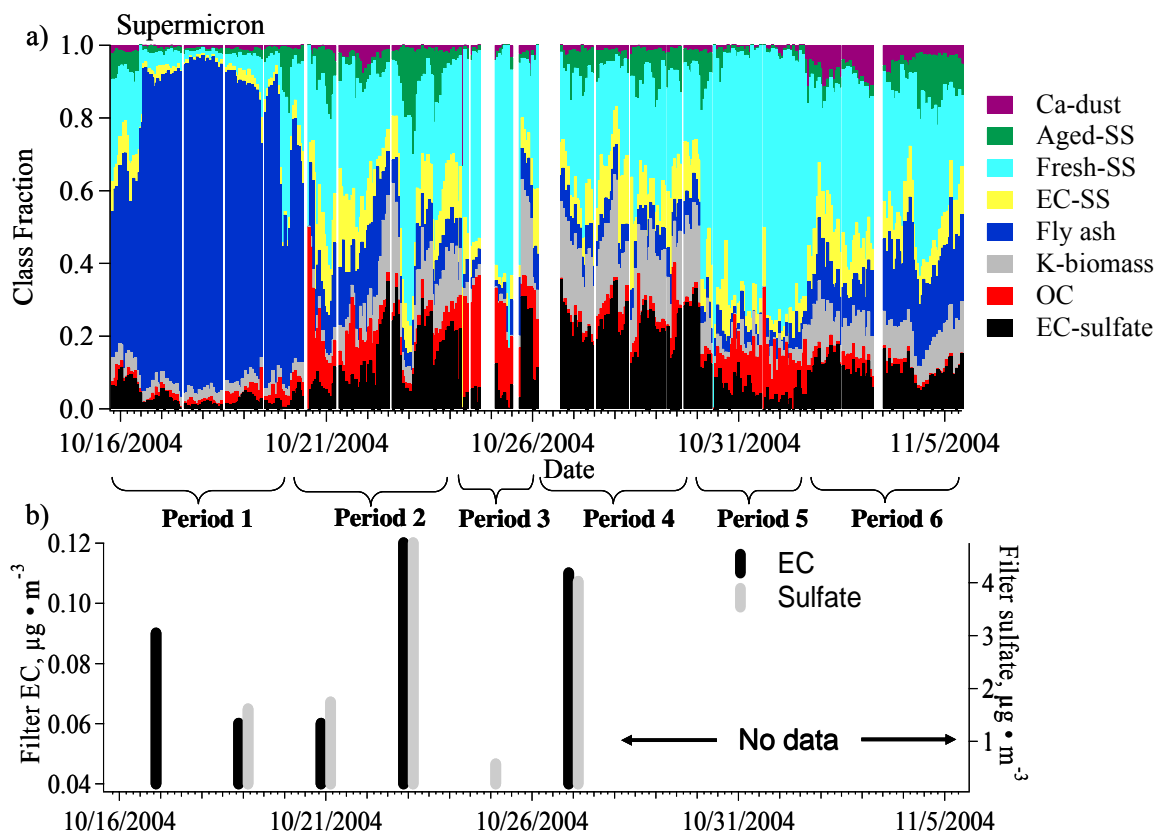 Supermicron
a)
1.0
0.8
0.6
0.4
0.2
0.0
Class Fraction
Ca-dust
Aged-SS
Fresh-SS
EC-SS
Fly ash
K-biomass
OC
EC-sulfate
10/16/2004 10/21/2004 10/26/2004 10/31/2004 11/5/2004
Date
Period 1 Period 2 Period 3 Period 4 Period 5 Period 6
b)
0.12
0.10
0.08
0.06
0.04
Filter EC, µg • m⁻³
EC
Sulfate
No data
4
3
2
1
Filter sulfate, µg • m⁻³
10/16/2004 10/21/2004 10/26/2004 10/31/2004 11/5/2004